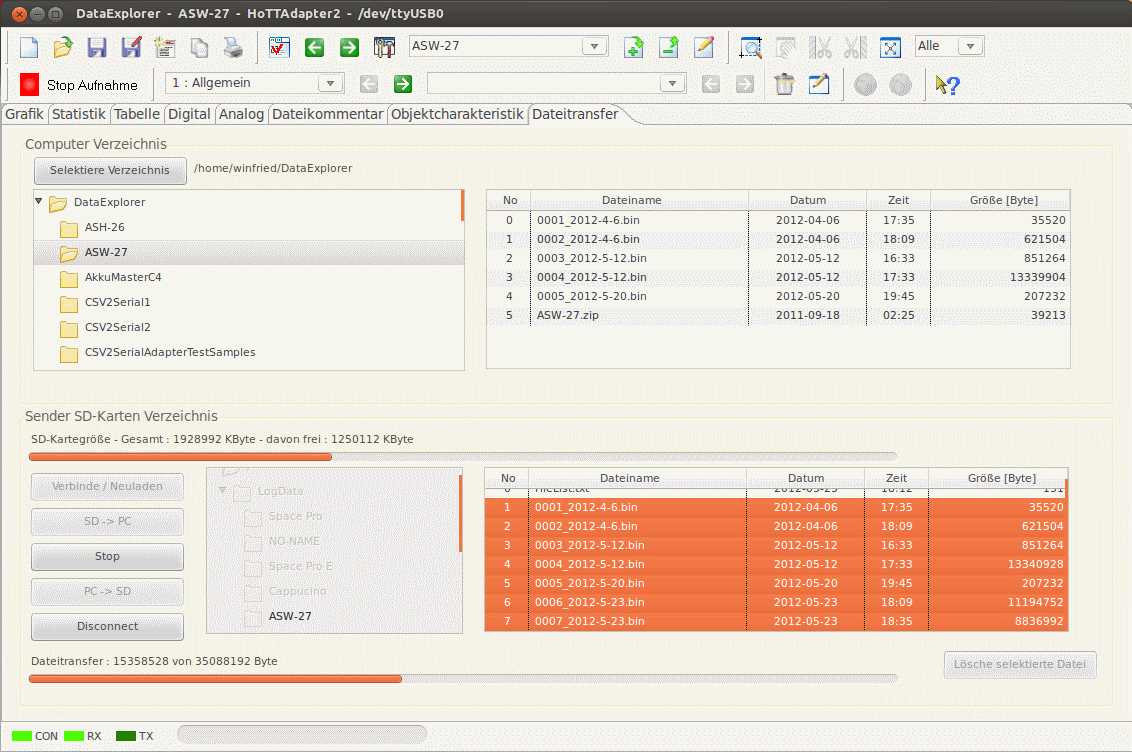 DataExplorer - ASW-27 - HoTTAdapter2 - /dev/ttyUSB0
ASW-27 Alle
Stop Aufnahme 1 : Allgemein
Grafik Statistik Tabelle Digital Analog Dateikommentar Objektcharakteristik Dateitransfer
Computer Verzeichnis
Selektiere Verzeichnis /home/winfried/DataExplorer
DataExplorer
ASH-26
ASW-27
AkkuMasterC4
CSV2Serial1
CSV2Serial2
CSV2SerialAdapterTestSamples
No Dateiname Datum Zeit Größe [Byte]
0 0001_2012-4-6.bin 2012-04-06 17:35 35520
1 0002_2012-4-6.bin 2012-04-06 18:09 621504
2 0003_2012-5-12.bin 2012-05-12 16:33 851264
3 0004_2012-5-12.bin 2012-05-12 17:33 13339904
4 0005_2012-5-20.bin 2012-05-20 19:45 207232
5 ASW-27.zip 2011-09-18 02:25 39213
Sender SD-Karten Verzeichnis
SD-Kartegröße - Gesamt : 1928992 KByte - davon frei : 1250112 KByte
Verbinde / Neuladen
SD -> PC
Stop
PC -> SD
Disconnect
LogData
Space Pro
NO-NAME
Space Pro E
Cappucino
ASW-27
No Dateiname Datum Zeit Größe [Byte]
1 0001_2012-4-6.bin 2012-04-06 17:35 35520
2 0002_2012-4-6.bin 2012-04-06 18:09 621504
3 0003_2012-5-12.bin 2012-05-12 16:33 851264
4 0004_2012-5-12.bin 2012-05-12 17:33 13340928
5 0005_2012-5-20.bin 2012-05-20 19:45 207232
6 0006_2012-5-23.bin 2012-05-23 18:09 11194752
7 0007_2012-5-23.bin 2012-05-23 18:35 8836992
Dateitransfer : 15358528 von 35088192 Byte
Lösche selektierte Datei
CON RX TX